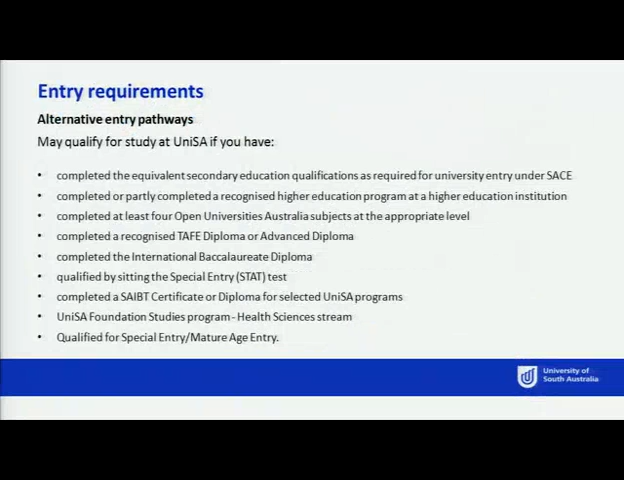 Entry requirements
Alternative entry pathways
May qualify for study at UniSA if you have:
• completed the equivalent secondary education qualifications as required for university entry under SACE
• completed or partly completed a recognised higher education program at a higher education institution
• completed at least four Open Universities Australia subjects at the appropriate level
• completed a recognised TAFE Diploma or Advanced Diploma
• completed the International Baccalaureate Diploma
• qualified by sitting the Special Entry (STAT) test
• completed a SAIBT Certificate or Diploma for selected UniSA programs
• UniSA Foundation Studies program - Health Sciences stream
• Qualified for Special Entry/Mature Age Entry.
University of
South Australia